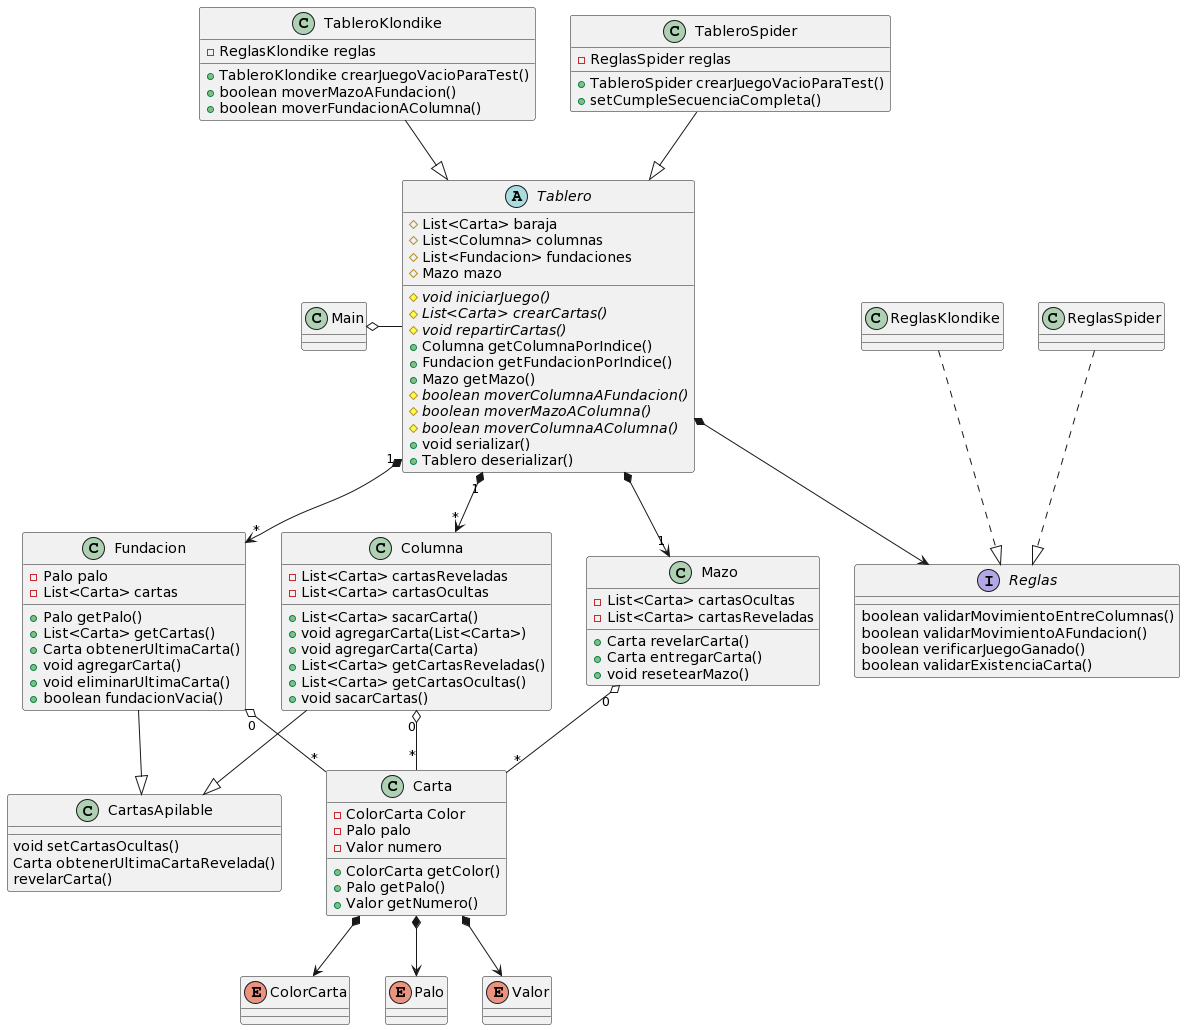 C TableroKlondike
ReglasKlondike reglas
TableroKlondike crearJuegoVacioParaTest()
boolean moverMazoAFundacion()
boolean moverFundacionAColumna()
C TableroSpider
ReglasSpider reglas
TableroSpider crearJuegoVacioParaTest()
setCumpleSecuenciaCompleta()
A Tablero
List<Carta> baraja
List<Columna> columnas
List<Fundacion> fundaciones
Mazo mazo
void iniciarJuego()
List<Carta> crearCartas()
void repartirCartas()
Columna getColumnaPorIndice()
Fundacion getFundacionPorIndice()
Mazo getMazo()
boolean moverColumnaAFundacion()
boolean moverMazoAColumna()
boolean moverColumnaAColumna()
void serializar()
Tablero deserializar()
C Main
C ReglasKlondike
C ReglasSpider
1
*
1
*
1
C Fundacion
Palo palo
List<Carta> cartas
Palo getPalo()
List<Carta> getCartas()
Carta obtenerUltimaCarta()
void agregarCarta()
void eliminarUltimaCarta()
boolean fundacionVacia()
C Columna
List<Carta> cartasReveladas
List<Carta> cartasOcultas
List<Carta> sacarCarta()
void agregarCarta(List<Carta>)
void agregarCarta(Carta)
List<Carta> getCartasReveladas()
List<Carta> getCartasOcultas()
void sacarCartas()
C Mazo
List<Carta> cartasOcultas
List<Carta> cartasReveladas
Carta revelarCarta()
Carta entregarCarta()
void resetearMazo()
I Reglas
boolean validarMovimientoEntreColumnas()
boolean validarMovimientoAFundacion()
boolean verificarJuegoGanado()
boolean validarExistenciaCarta()
0
*
0
*
0
*
C CartasApilable
void setCartasOcultas()
Carta obtenerUltimaCartaRevelada()
revelarCarta()
C Carta
ColorCarta Color
Palo palo
Valor numero
ColorCarta getColor()
Palo getPalo()
Valor getNumero()
E ColorCarta
E Palo
E Valor